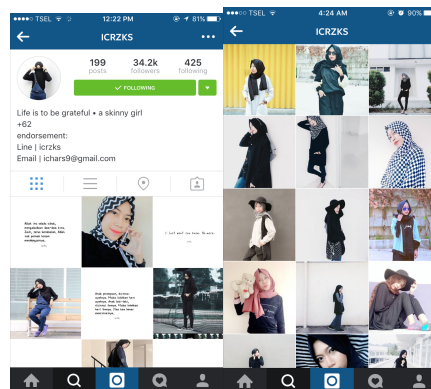 TSEL 12:22 PM 81%
ICRZKS
199 34.2k 425
posts followers following
FOLLOWING
Life is to be grateful • a skinny girl
+62
endorsement:
Line | icrzks
Email | ichars9@gmail.com
TSEL 4:24 AM 90%
ICRZKS